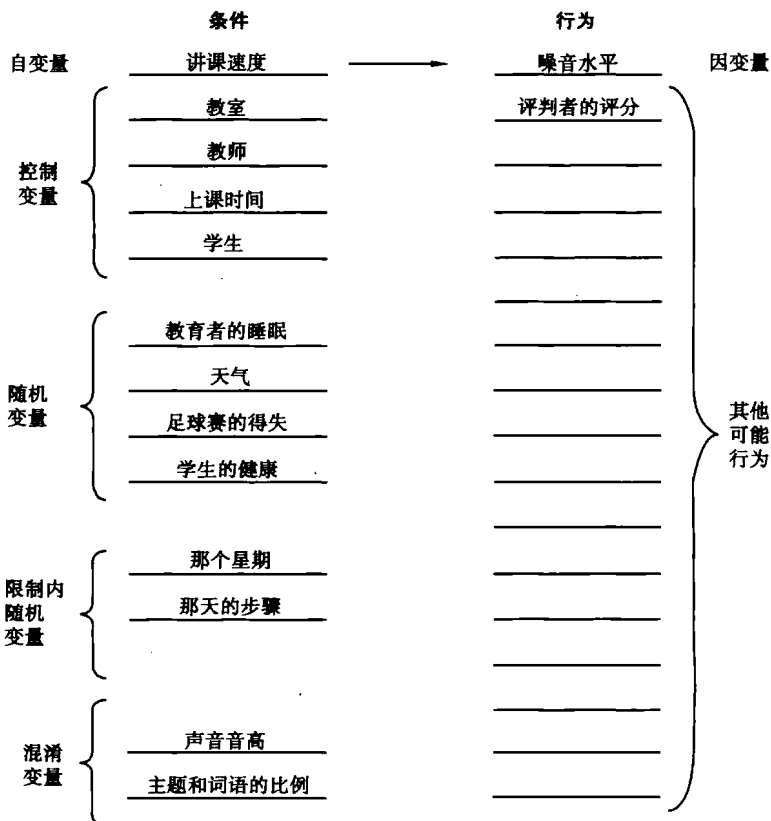 条件 行为
自变量 讲课速度 噪音水平 因变量
教室 评判者的评分
教师
控制
变量
上课时间
学生
教育者的睡眠
天气
随机
变量
足球赛的得失
其他
可能
行为
学生的健康
那个星期
限制内
随机
变量
那天的步骤
声音音高
混淆
变量
主题和词语的比例